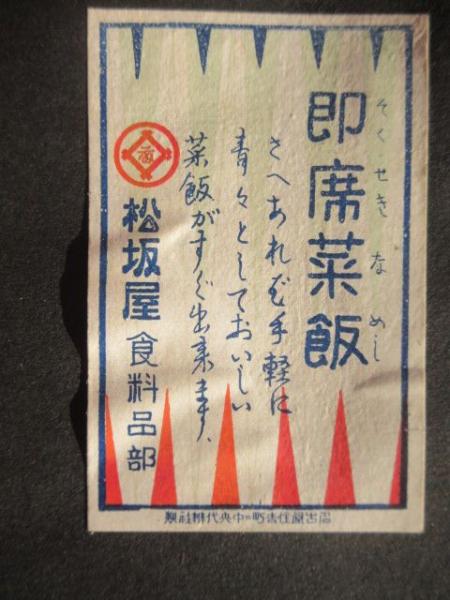 即席菜飯
そくせきなめし
さへあれば手軽に
青々としておいしい
菜飯がすぐ出来ます、
松坂屋 食料品部